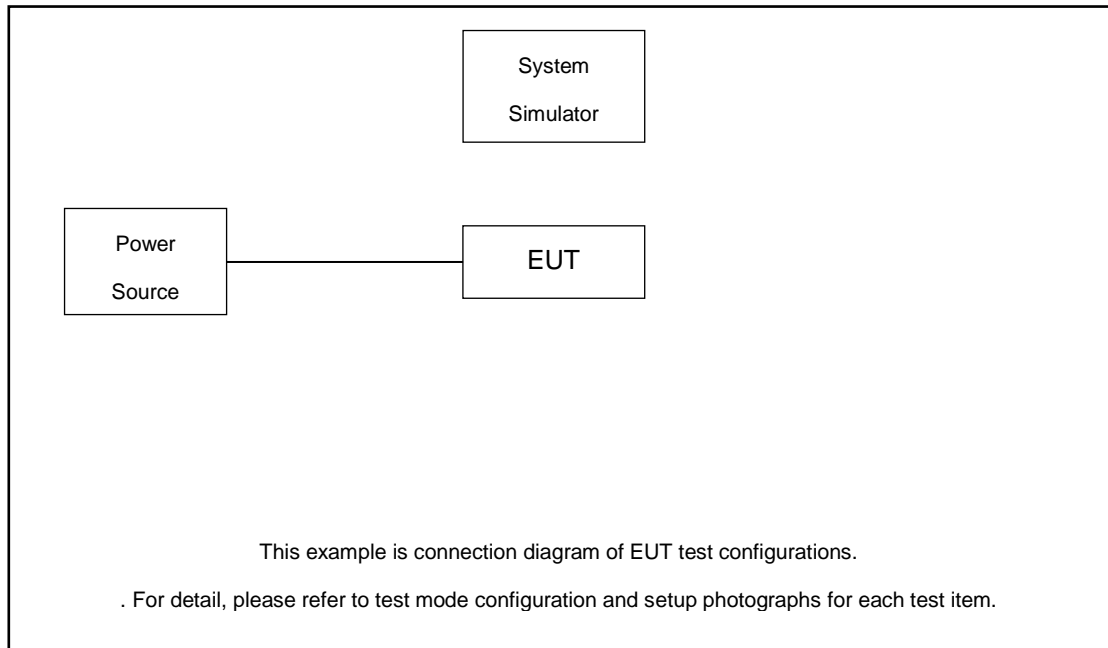 System
Simulator
Power
Source
EUT
This example is connection diagram of EUT test configurations.
. For detail, please refer to test mode configuration and setup photographs for each test item.